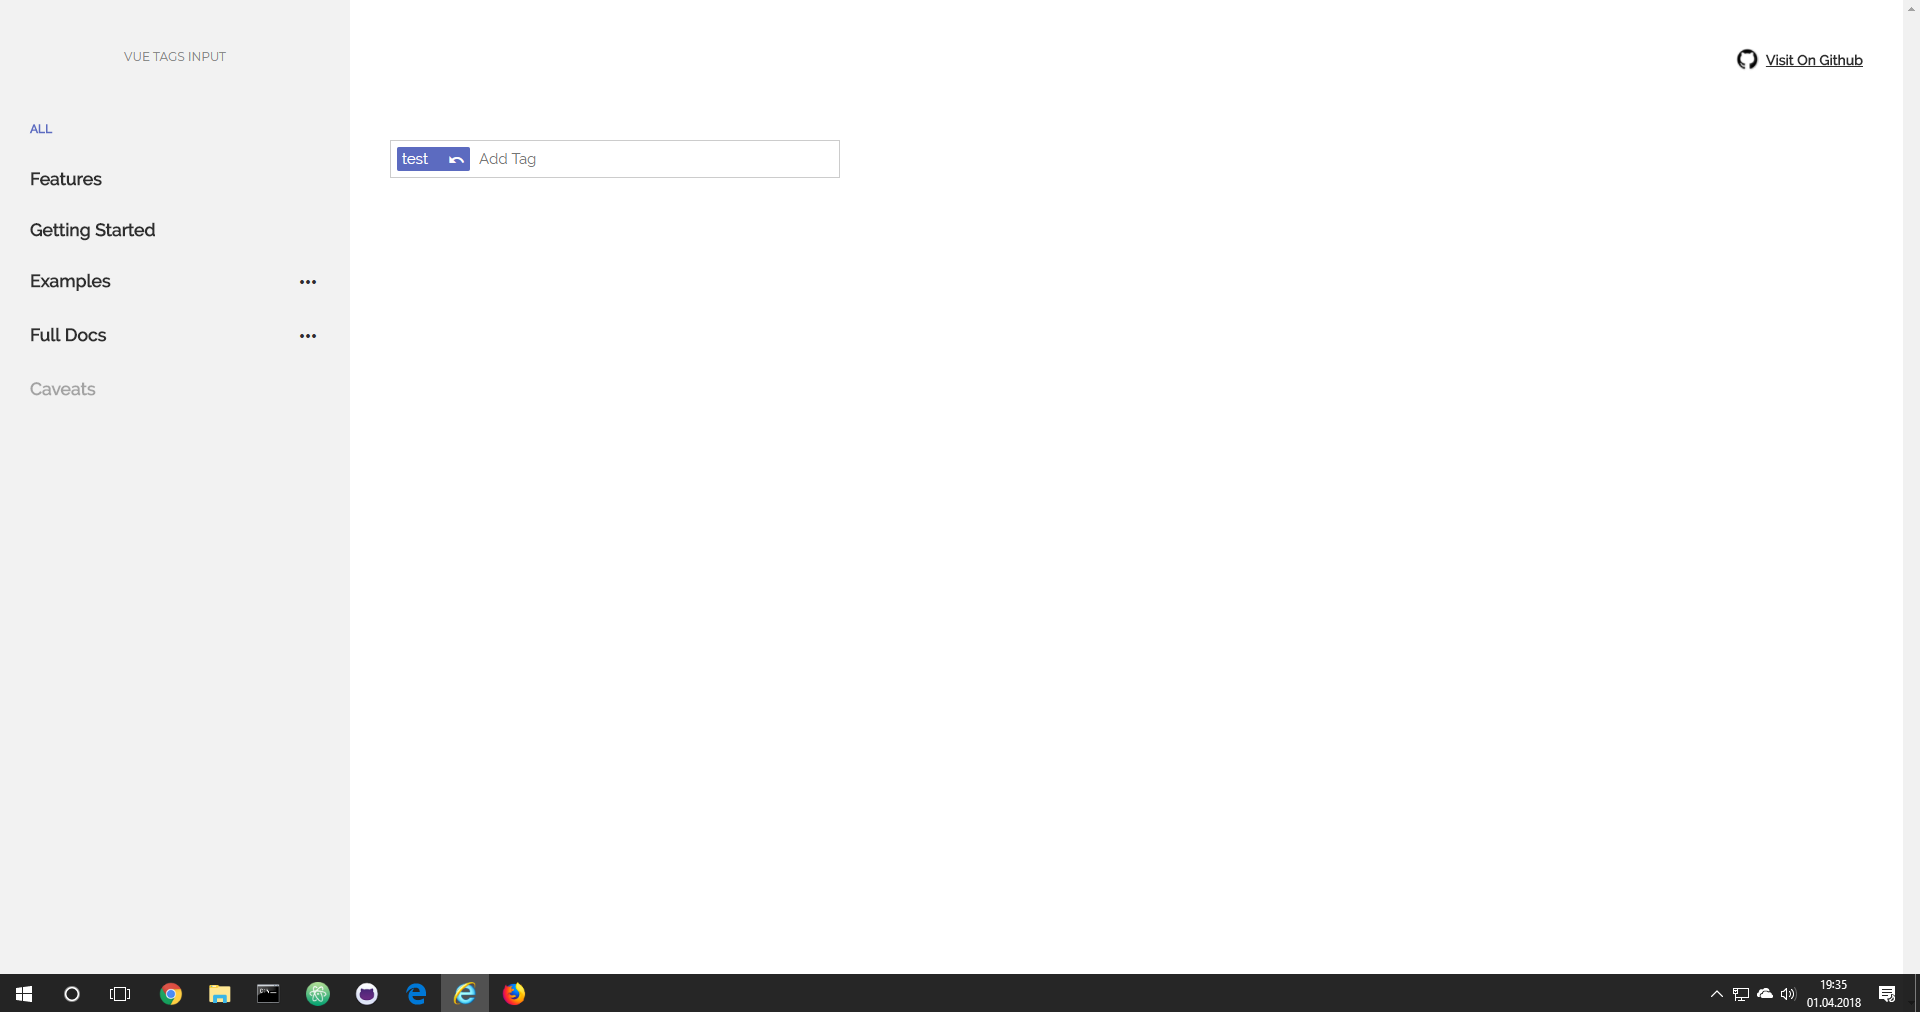 VUE TAGS INPUT
Visit On Github
ALL
test
Add Tag
Features
Getting Started
Examples
Full Docs
Caveats
19:35
01.04.2018